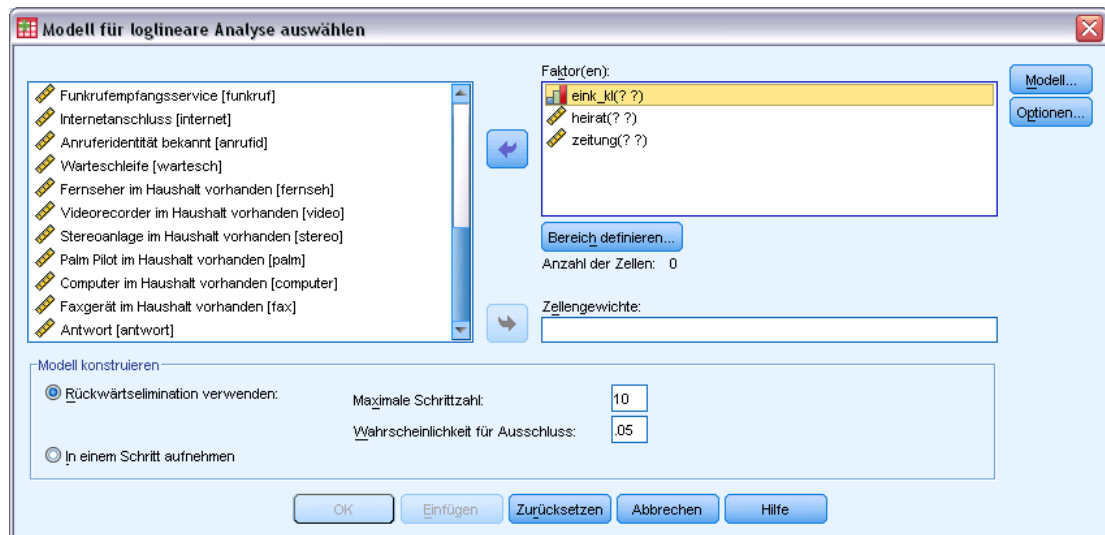 Modell für loglineare Analyse auswählen
Funkrufempfangsservice [funkruf]
Internetanschluss [internet]
Anruferidentität bekannt [anrufid]
Warteschleife [wartesch]
Fernseher im Haushalt vorhanden [fernseh]
Videorecorder im Haushalt vorhanden [video]
Stereoanlage im Haushalt vorhanden [stereo]
Palm Pilot im Haushalt vorhanden [palm]
Computer im Haushalt vorhanden [computer]
Faxgerät im Haushalt vorhanden [fax]
Antwort [antwort]
Faktor(en):
eink_kl(? ?)
heirat(? ?)
zeitung(? ?)
Bereich definieren...
Anzahl der Zellen: 0
Zellengewichte:
Modell...
Optionen...
Modell konstruieren
Rückwärtselimination verwenden:
Maximale Schrittzahl: 10
Wahrscheinlichkeit für Ausschluss: .05
In einem Schritt aufnehmen
OK Einfügen Zurücksetzen Abbrechen Hilfe